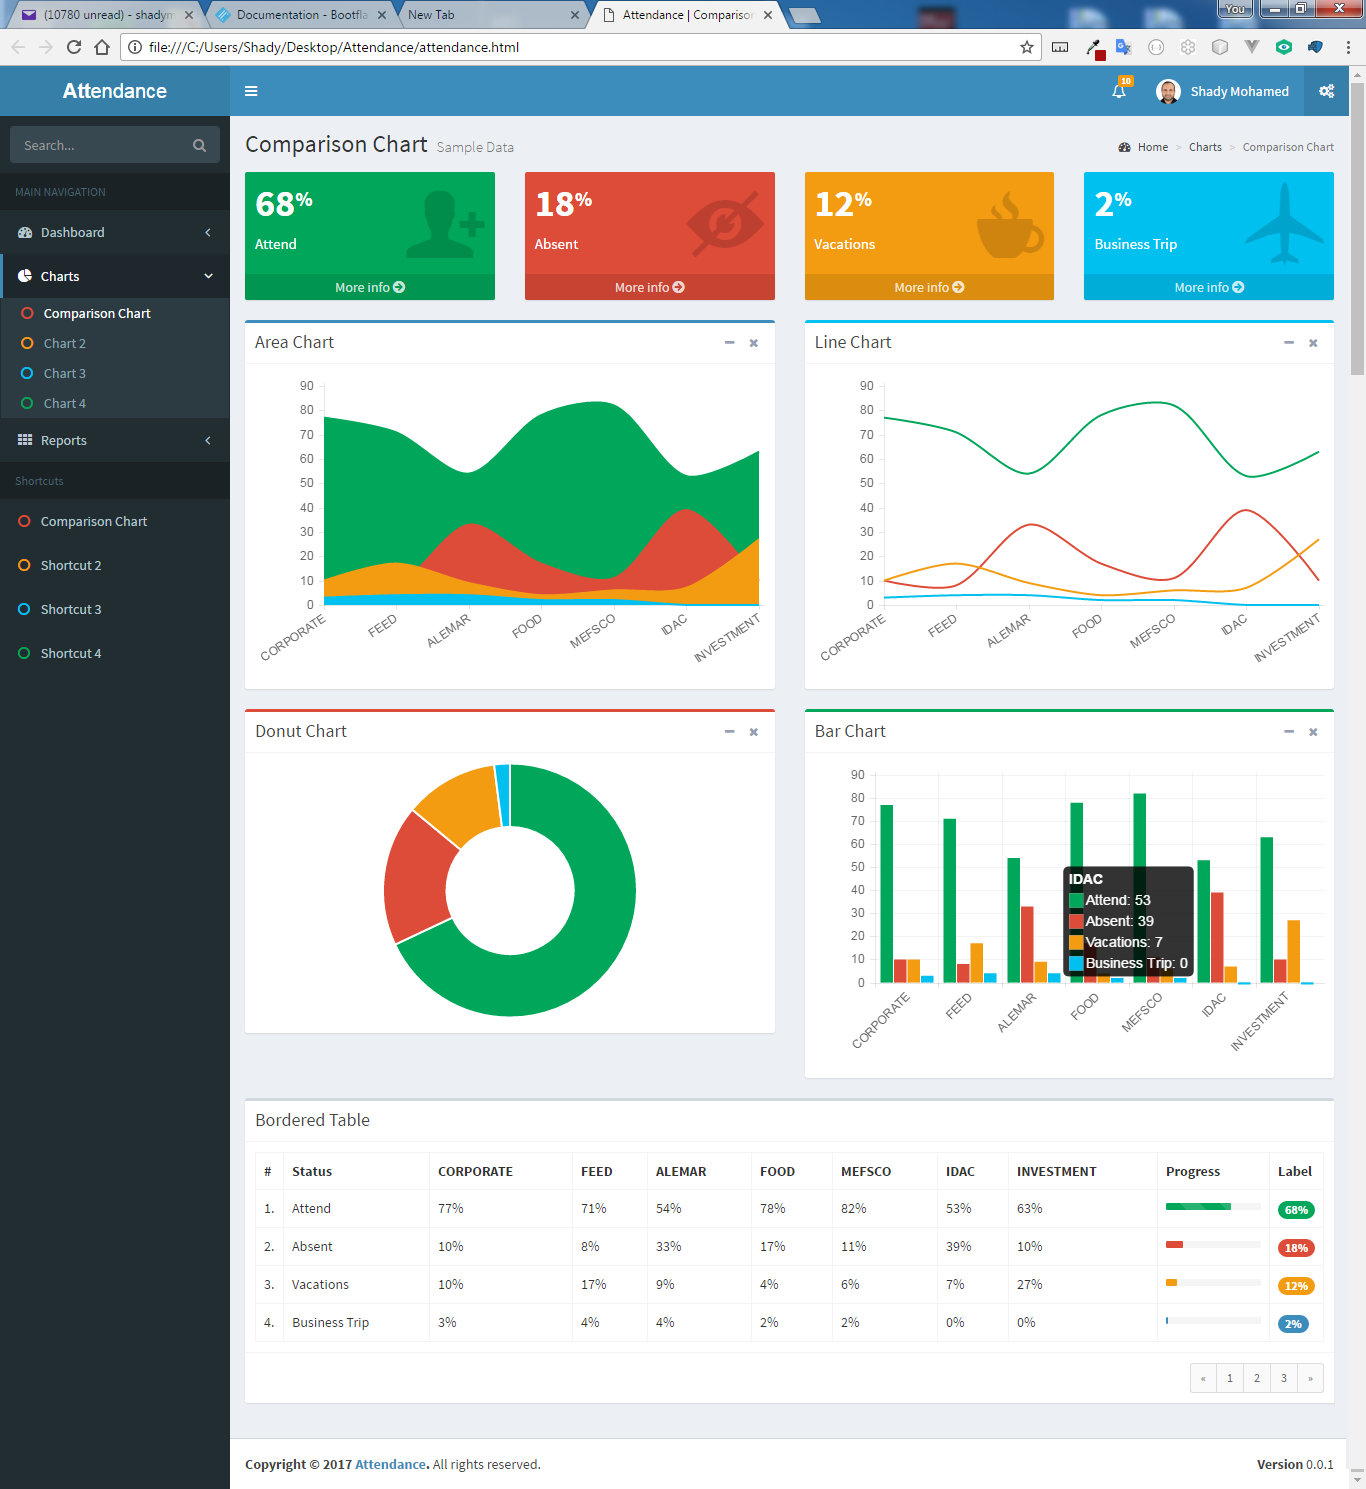 (10780 unread) - shadym
Documentation - Bootfla
New Tab
Attendance | Comparison
You
file:///C:/Users/Shady/Desktop/Attendance/attendance.html
Attendance
10
Shady Mohamed
Search...
MAIN NAVIGATION
Dashboard
Charts
Comparison Chart
Chart 2
Chart 3
Chart 4
Reports
Shortcuts
Comparison Chart
Shortcut 2
Shortcut 3
Shortcut 4
Comparison Chart Sample Data
Home > Charts > Comparison Chart
68%
Attend
More info
18%
Absent
More info
12%
Vacations
More info
2%
Business Trip
More info
Area Chart
90
80
70
60
50
40
30
20
10
0
CORPORATE
FEED
ALEMAR
FOOD
MEFSCO
IDAC
INVESTMENT
Line Chart
90
80
70
60
50
40
30
20
10
0
CORPORATE
FEED
ALEMAR
FOOD
MEFSCO
IDAC
INVESTMENT
Donut Chart
Bar Chart
90
80
70
60
50
40
30
20
10
0
IDAC
Attend: 53
Absent: 39
Vacations: 7
Business Trip: 0
CORPORATE
FEED
ALEMAR
FOOD
MEFSCO
IDAC
INVESTMENT
Bordered Table
# Status CORPORATE FEED ALEMAR FOOD MEFSCO IDAC INVESTMENT Progress Label
1. Attend 77% 71% 54% 78% 82% 53% 63% 68%
2. Absent 10% 8% 33% 17% 11% 39% 10% 18%
3. Vacations 10% 17% 9% 4% 6% 7% 27% 12%
4. Business Trip 3% 4% 4% 2% 2% 0% 0% 2%
« 1 2 3 »
Copyright © 2017 Attendance. All rights reserved.
Version 0.0.1